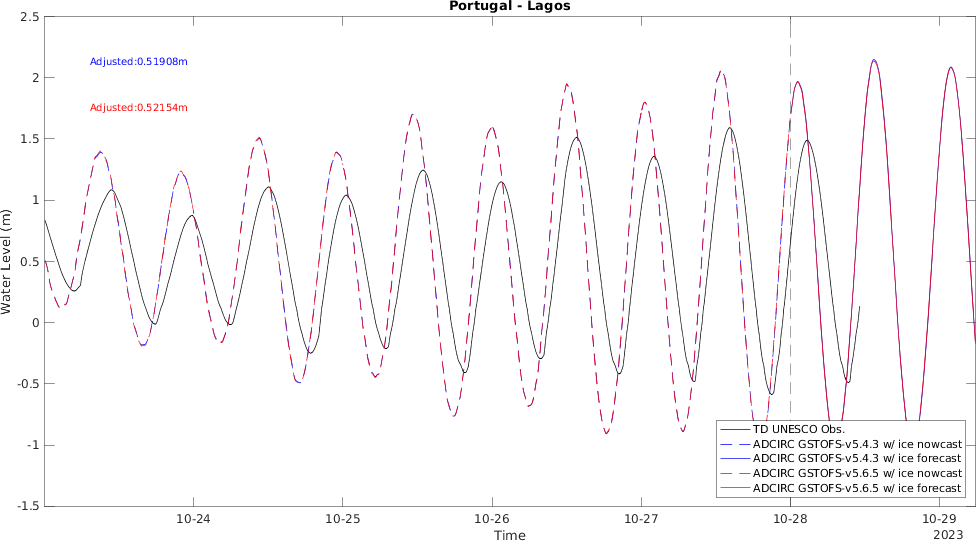 Portugal - Lagos
2.5
Adjusted:0.51908m
2
Adjusted:0.52154m
1.5
1
0.5
0
-0.5
-1
-1.5
Water Level (m)
TD UNESCO Obs.
ADCIRC GSTOFS-v5.4.3 w/ ice nowcast
ADCIRC GSTOFS-v5.4.3 w/ ice forecast
ADCIRC GSTOFS-v5.6.5 w/ ice nowcast
ADCIRC GSTOFS-v5.6.5 w/ ice forecast
10-24 10-25 10-26 10-27 10-28 10-29
Time
2023